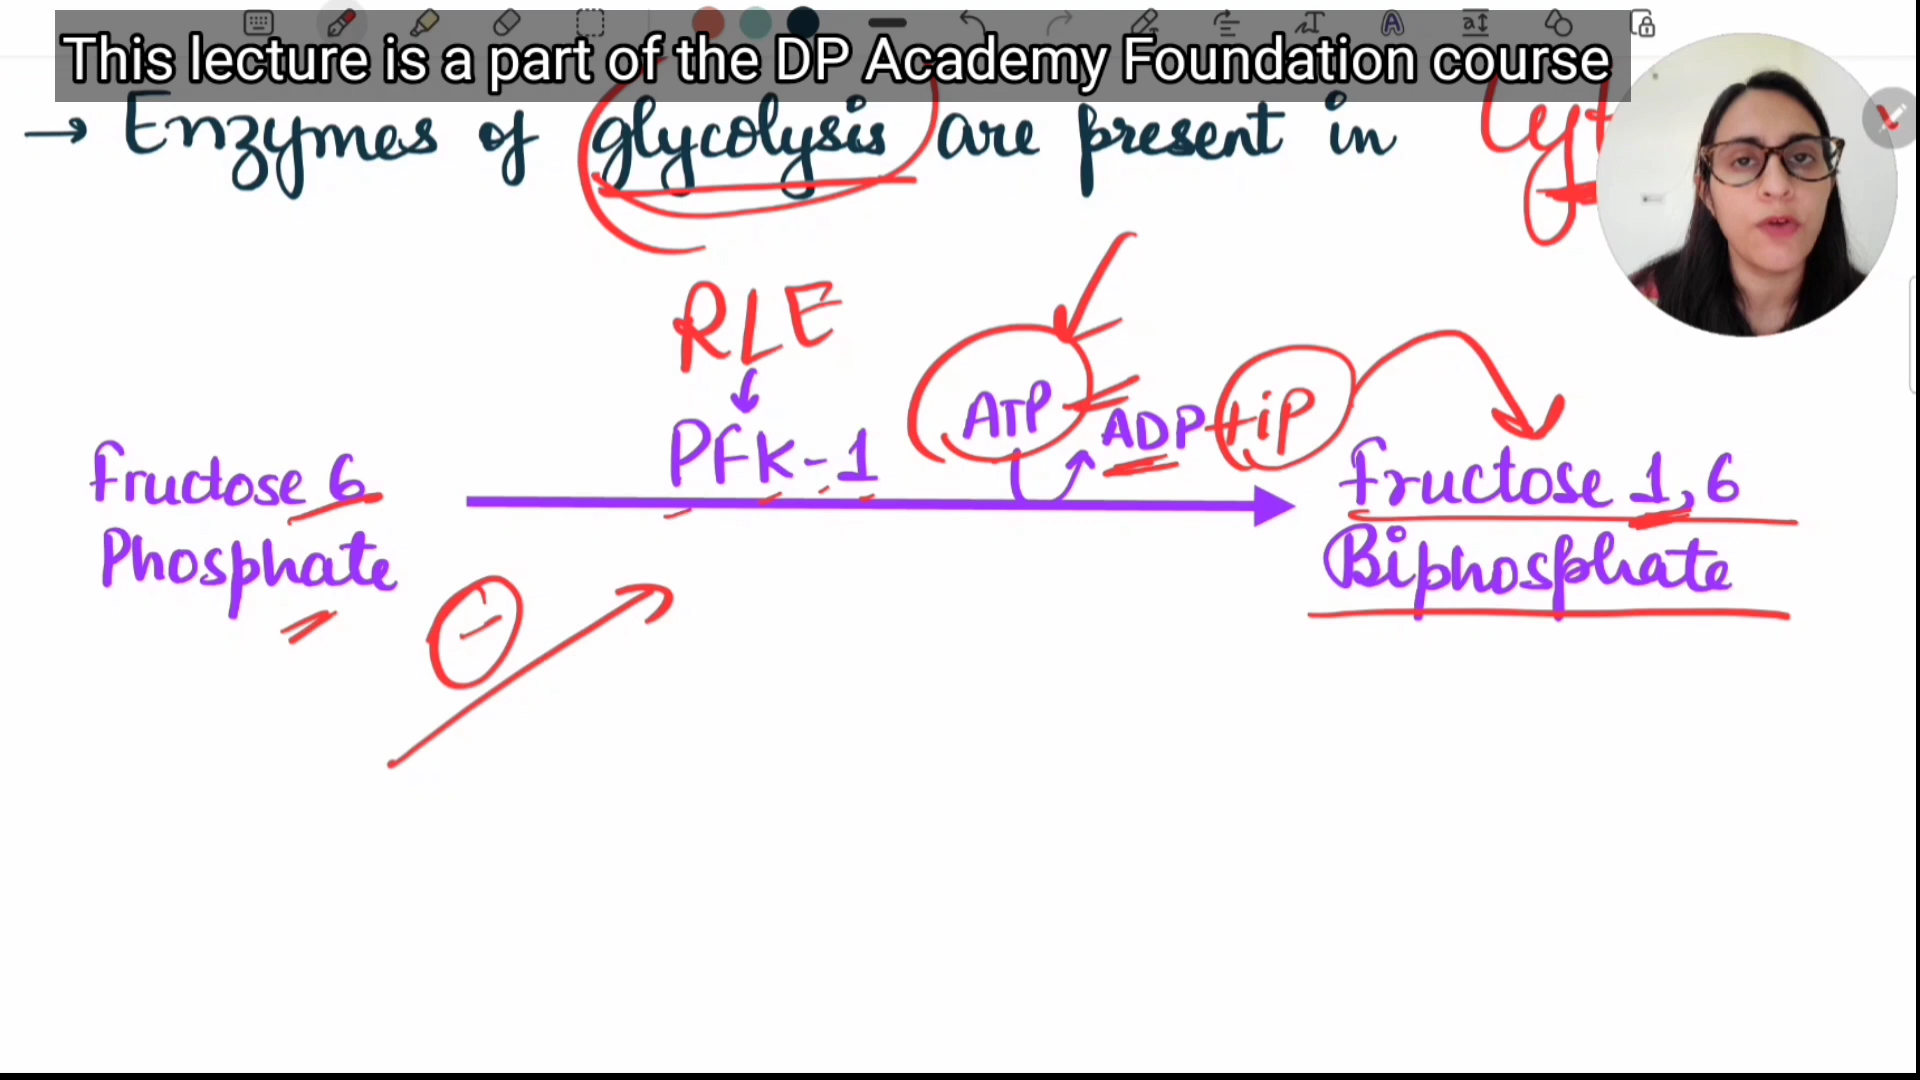 This lecture is a part of the DP Academy Foundation course
→ Enzymes of glycolysis are present in
RLE
ATP
ADP + iP
PFK-1
Fructose 6
Phosphate
Fructose 1,6
Biphosphate